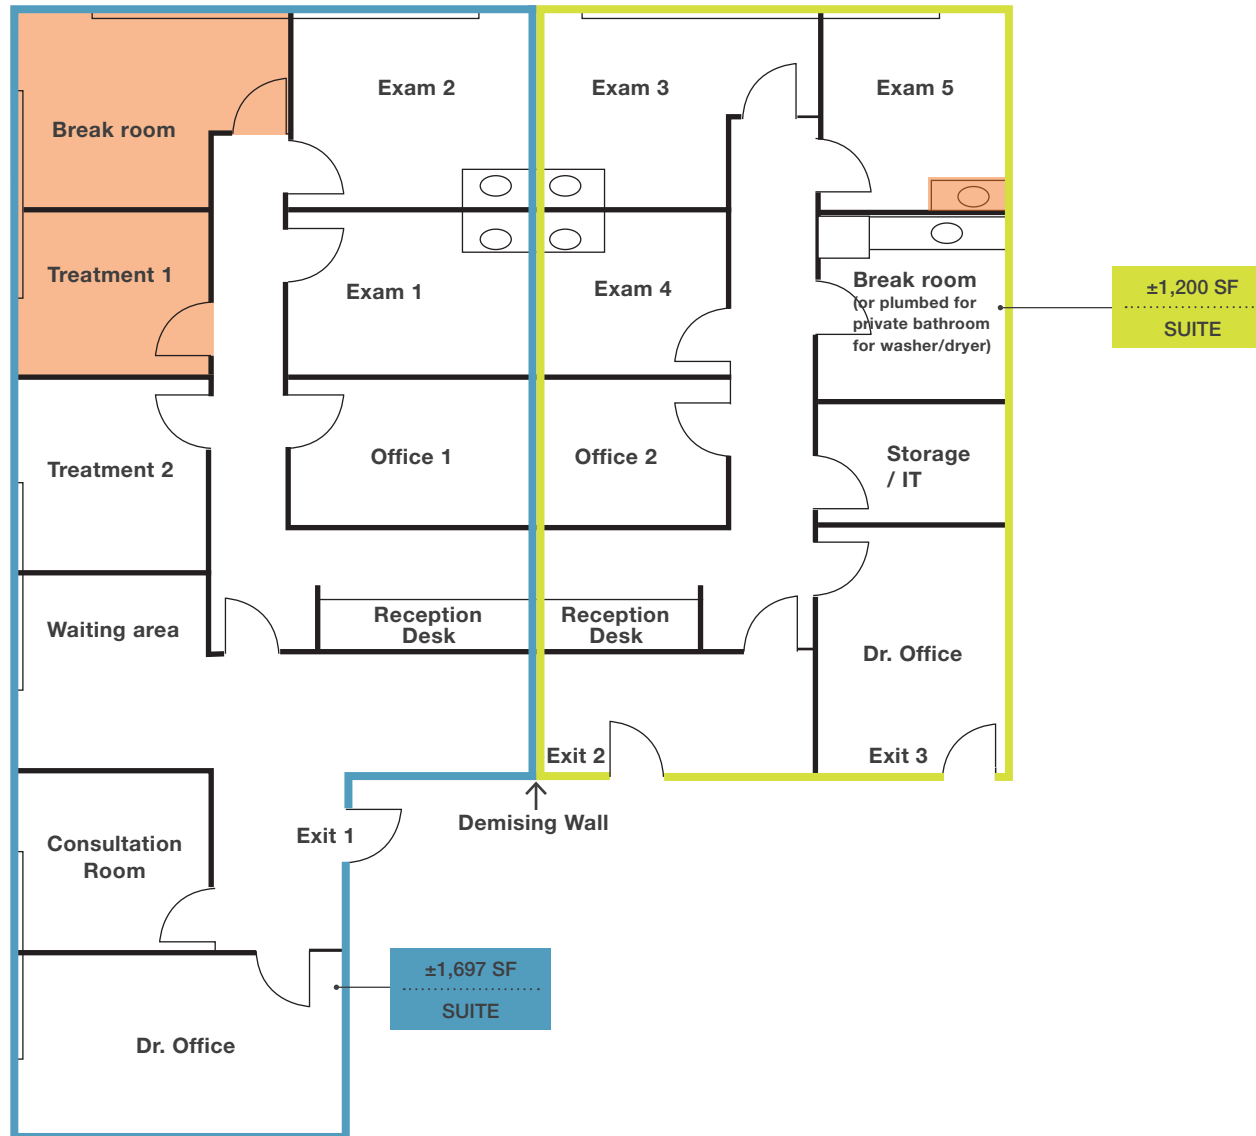 Exam 2
Exam 3
Exam 5
Break room
Treatment 1
Exam 1
Exam 4
Break room
(or plumbed for
private bathroom
for washer/dryer)
±1,200 SF
SUITE
Treatment 2
Office 1
Office 2
Storage
/ IT
Waiting area
Reception
Desk
Reception
Desk
Dr. Office
Exit 2
Exit 3
Demising Wall
Exit 1
Consultation
Room
±1,697 SF
SUITE
Dr. Office